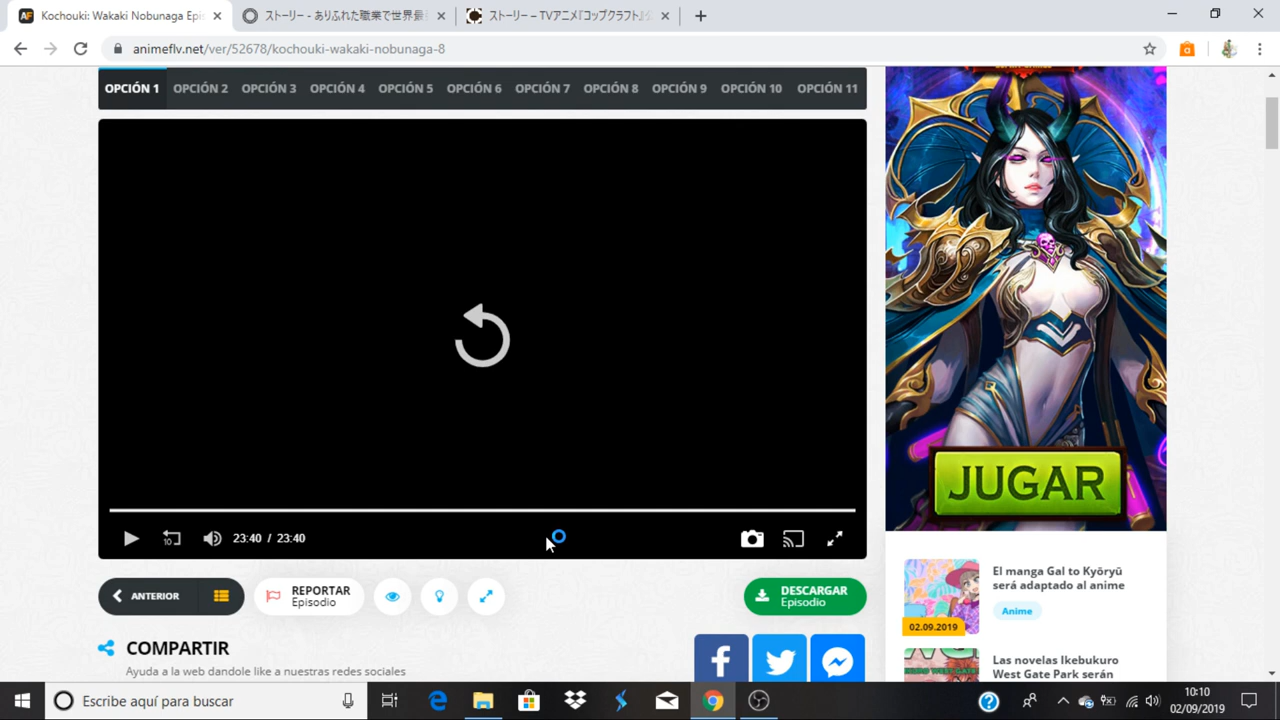 Kochouki: Wakaki Nobunaga Epis
ストーリー - ありふれた職業で世界最強
ストーリー – TVアニメ『コップクラフト』公
animeflv.net/ver/52678/kochouki-wakaki-nobunaga-8
OPCIÓN 1 OPCIÓN 2 OPCIÓN 3 OPCIÓN 4 OPCIÓN 5 OPCIÓN 6 OPCIÓN 7 OPCIÓN 8 OPCIÓN 9 OPCIÓN 10 OPCIÓN 11
JUGAR
10
23:40 / 23:40
ANTERIOR
REPORTAR
Episodio
DESCARGAR
Episodio
COMPARTIR
Ayuda a la web dandole like a nuestras redes sociales
El manga Gal to Kyōryū
será adaptado al anime
Anime
02.09.2019
Las novelas Ikebukuro
West Gate Park serán
Escribe aquí para buscar
10:10
02/09/2019